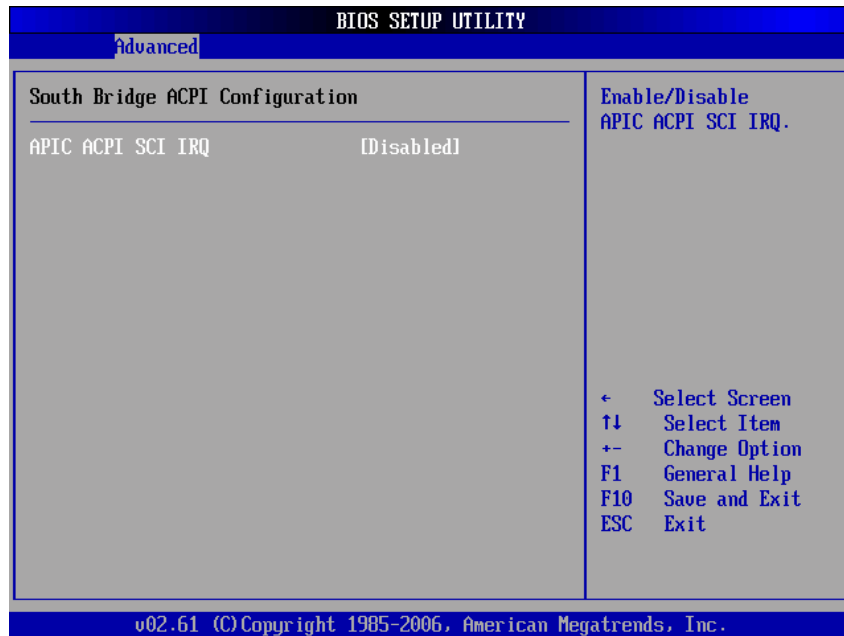 BIOS SETUP UTILITY
Advanced
South Bridge ACPI Configuration
APIC ACPI SCI IRQ [Disabled]
Enable/Disable
APIC ACPI SCI IRQ.
← Select Screen
↑↓ Select Item
+- Change Option
F1 General Help
F10 Save and Exit
ESC Exit
v02.61 (C)Copyright 1985-2006, American Megatrends, Inc.